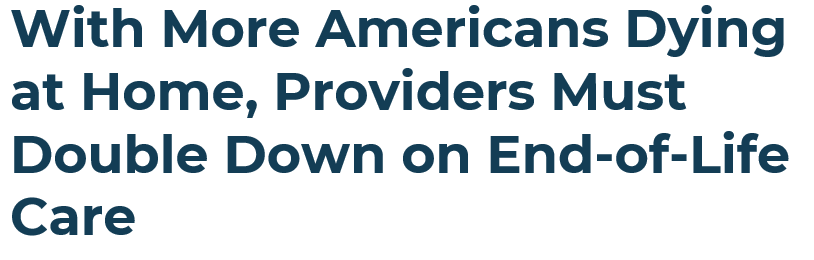 With More Americans Dying
at Home, Providers Must
Double Down on End-of-Life
Care